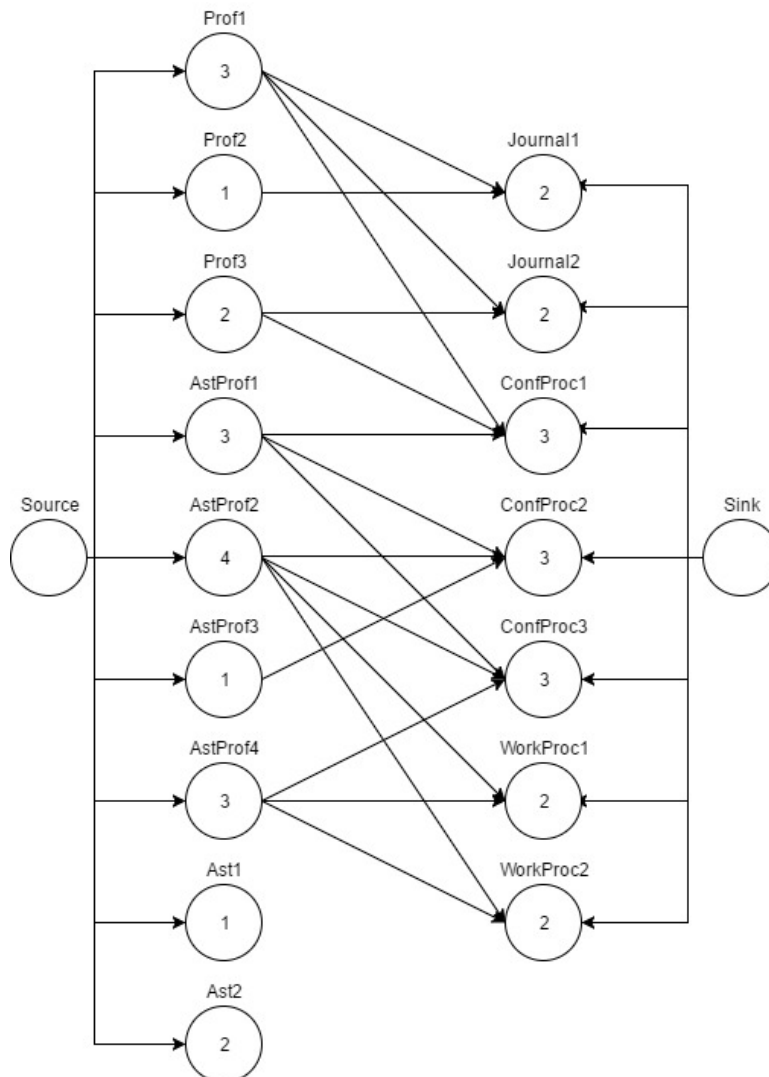 Prof1
3
Prof2
Journal1
1
2
Prof3
Journal2
2
2
AstProf1
ConfProc1
3
3
Source
AstProf2
ConfProc2
Sink
4
3
AstProf3
ConfProc3
1
3
AstProf4
WorkProc1
3
2
Ast1
WorkProc2
1
2
Ast2
2